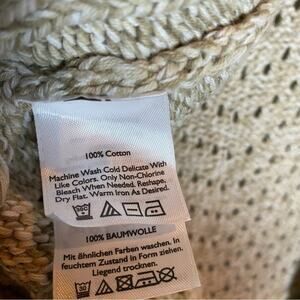 100% Cotton
Machine Wash Cold Delicate With
Like Colors. Only Non-Chlorine
Bleach When Needed. Reshape.
Dry Flat. Warm Iron As Desired.
100% BAUMWOLLE
Mit ähnlichen Farben waschen. In
feuchtem Zustand in Form ziehen.
Liegend trocknen.